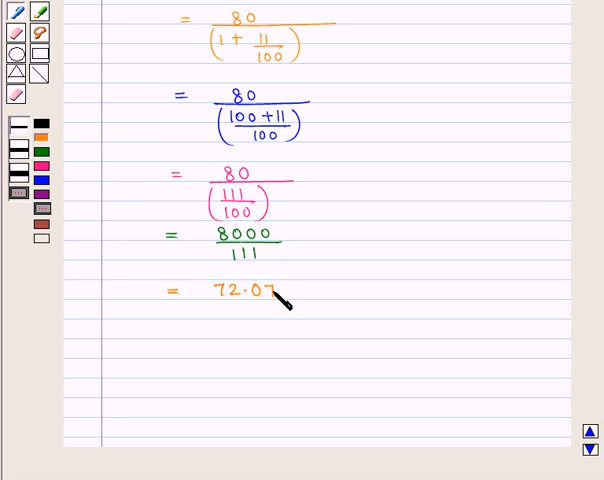 = 80 / (1 + 11/100)
= 80 / ((100 + 11)/100)
= 80 / (111/100)
= 8000/111
= 72.07